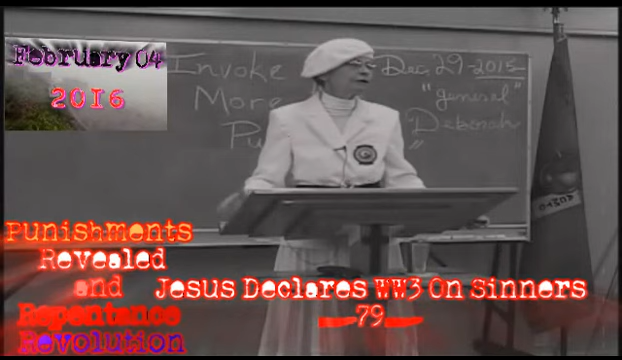 February 04
2016
Invoke
More
Pu
Dec. 29-2015
"general"
Deborah
"
Punishments
Revealed
and
Repentance
Revolution
Jesus Declares WW3 On Sinners
79